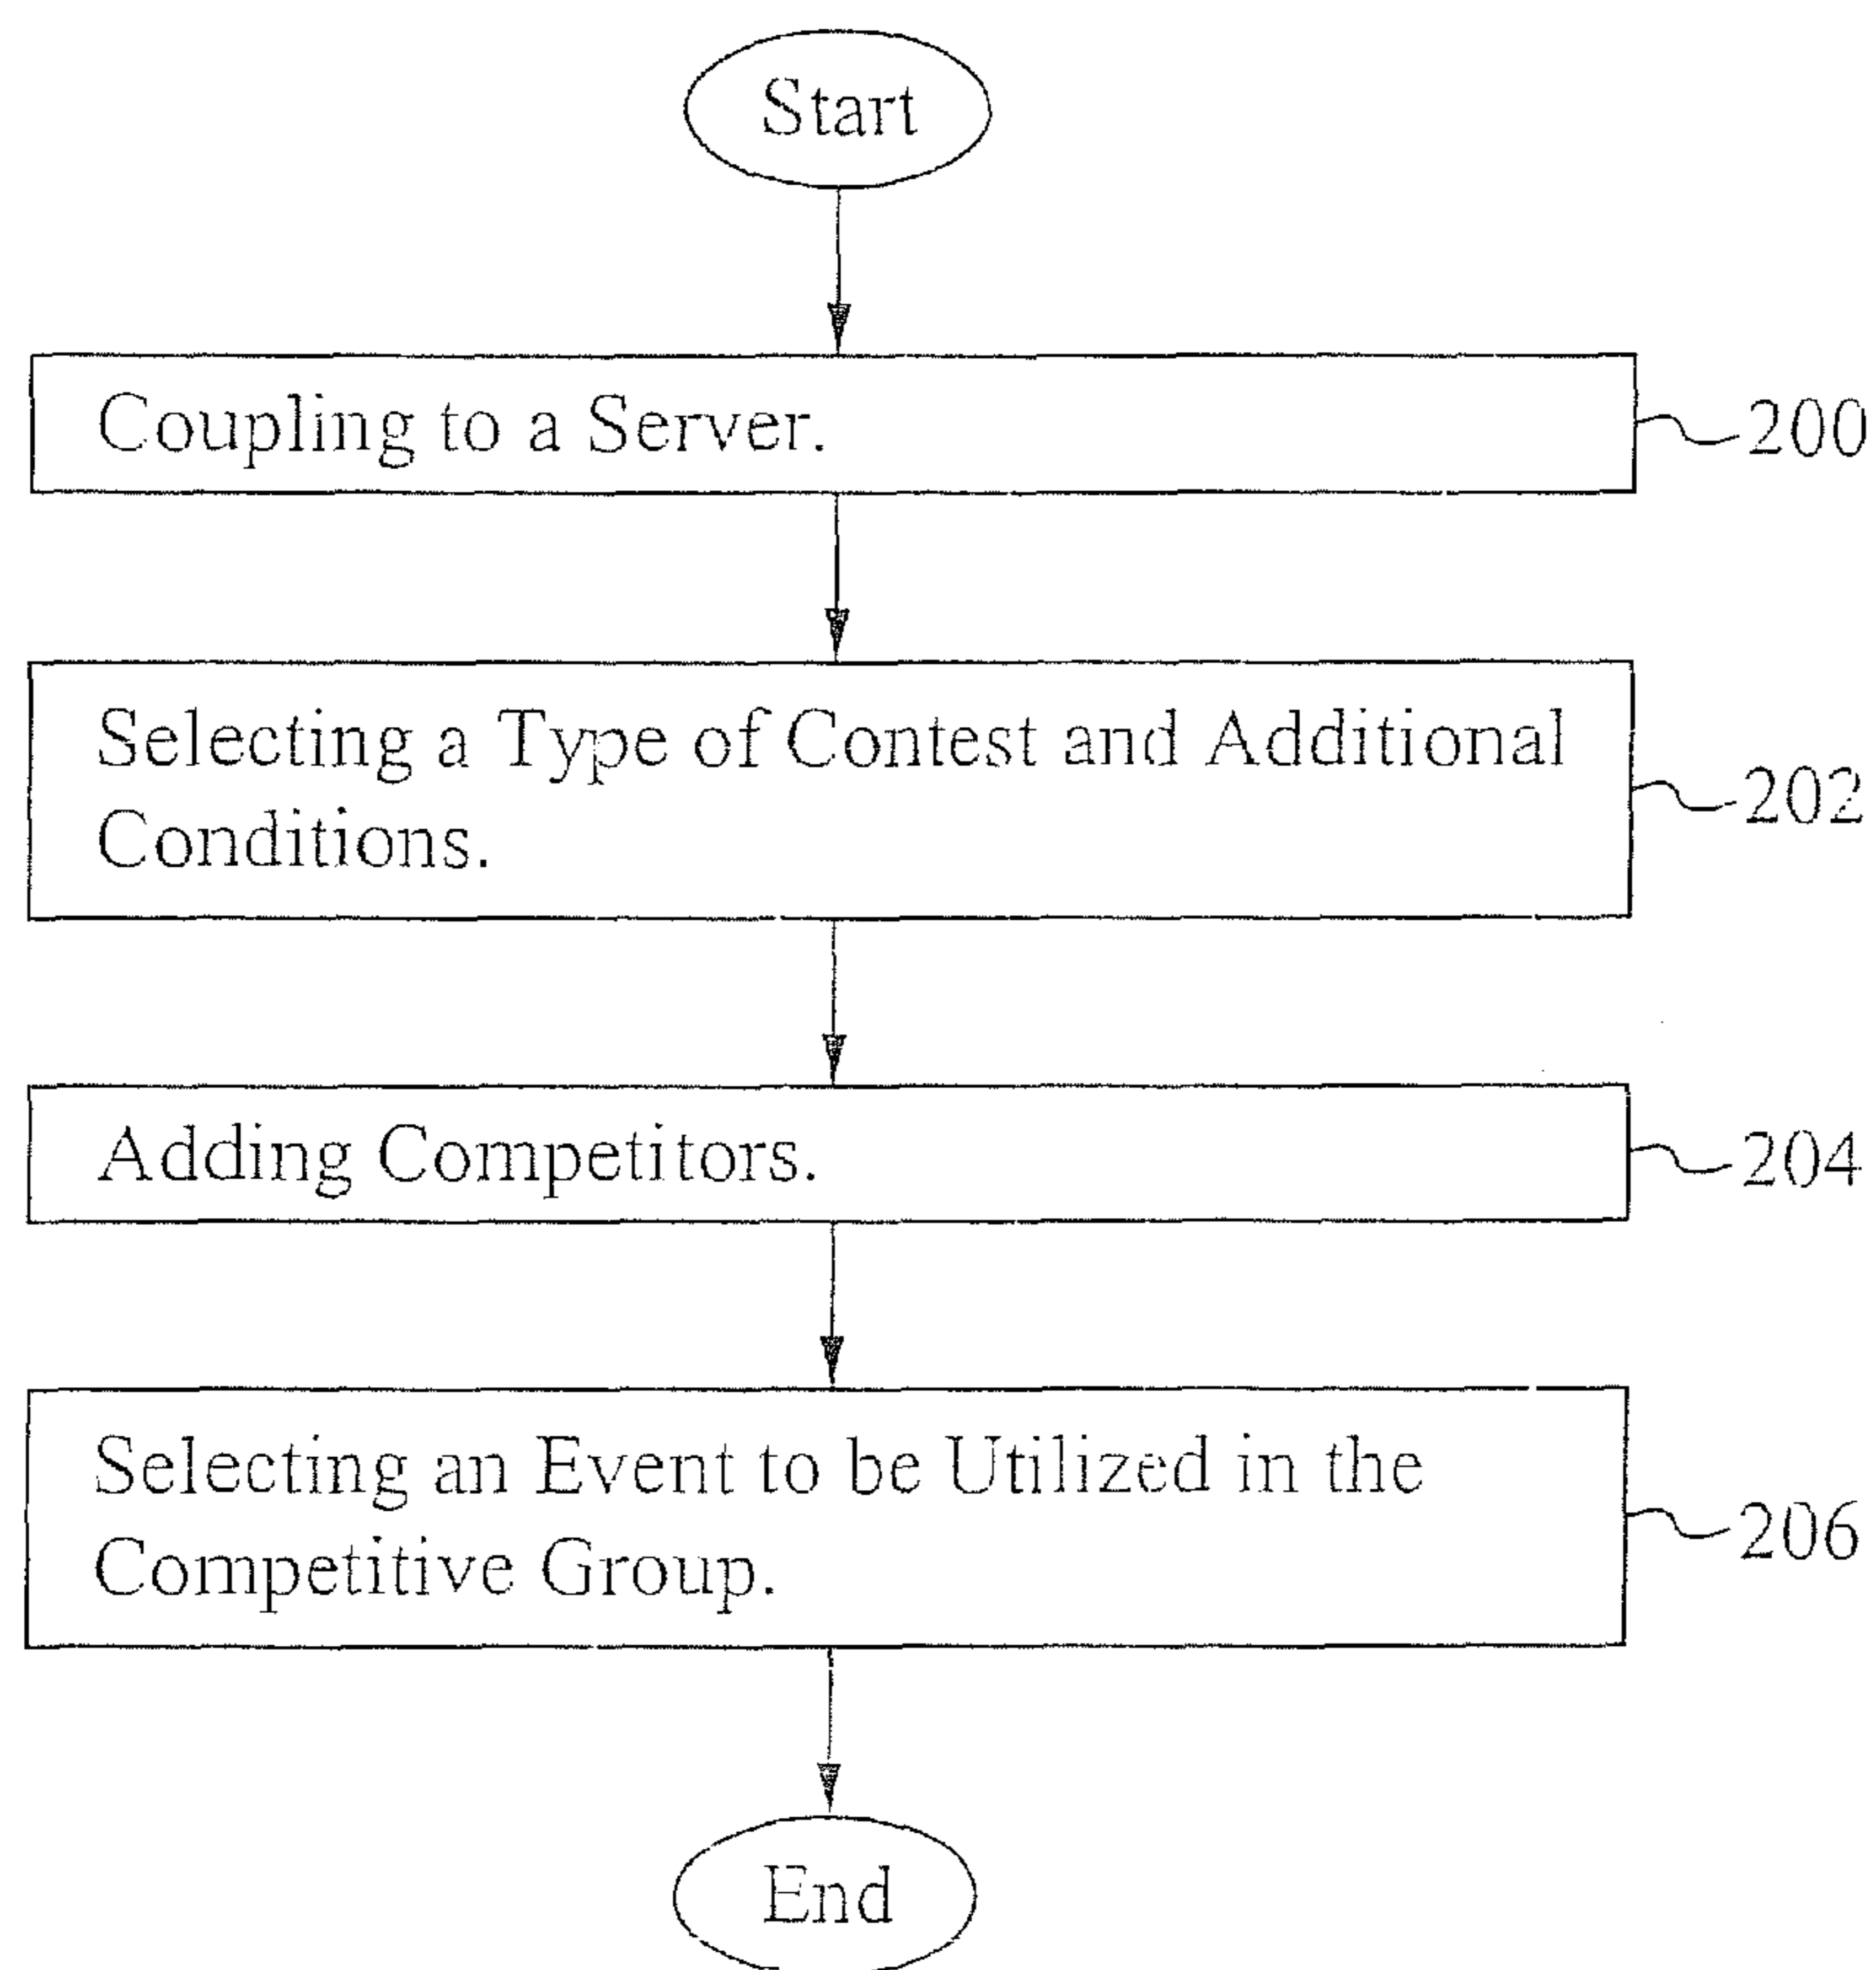 Start
Coupling to a Server.
200
Selecting a Type of Contest and Additional
Conditions.
202
Adding Competitors.
204
Selecting an Event to be Utilized in the
Competitive Group.
206
End